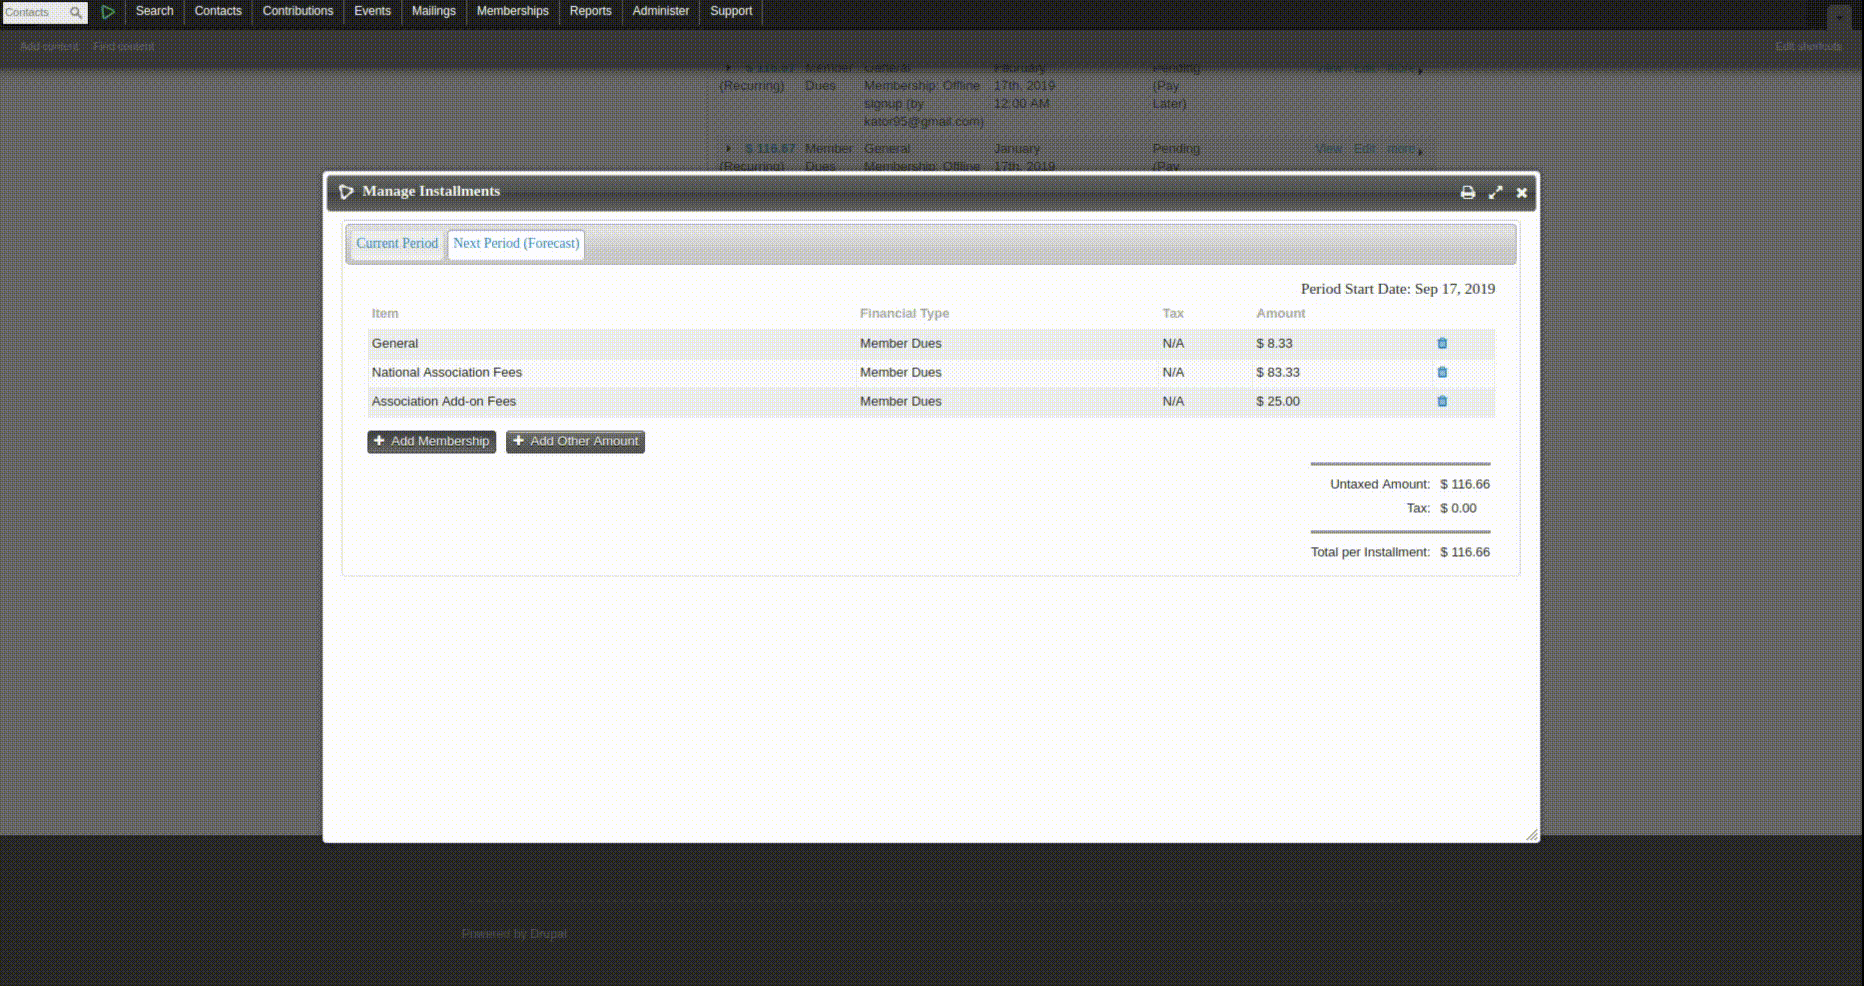 Contacts
Search
Contacts
Contributions
Events
Mailings
Memberships
Reports
Administer
Support
Add content
Find content
Edit shortcuts
$ 116.67 Member General February Pending View Edit more
(Recurring) Dues Membership: Offline 17th, 2019 (Pay
signup (by 12:00 AM Later)
kator95@gmail.com)
$ 116.67 Member General January Pending View Edit more
(Recurring) Dues Membership: Offline 17th, 2019 (Pay
Manage Installments
Current Period
Next Period (Forecast)
Period Start Date: Sep 17, 2019
Item Financial Type Tax Amount
General Member Dues N/A $ 8.33
National Association Fees Member Dues N/A $ 83.33
Association Add-on Fees Member Dues N/A $ 25.00
Add Membership
Add Other Amount
Untaxed Amount: $ 116.66
Tax: $ 0.00
Total per Installment: $ 116.66
Powered by Drupal